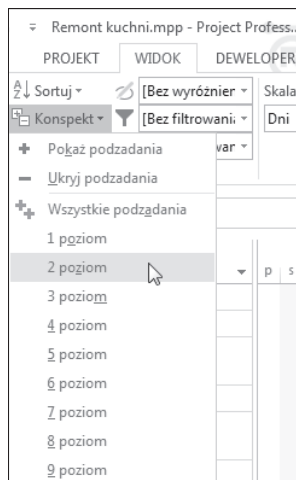 Remont kuchni.mpp - Project Profess..
PROJEKT WIDOK DEWELOPER
Sortuj [Bez wyróżnier Skala
Konspekt [Bez filtrowani: Dni
Pokaż podzadania
Ukryj podzadania
Wszystkie podzadania
1 poziom
2 poziom p s
3 poziom
4 poziom
5 poziom
6 poziom
7 poziom
8 poziom
9 poziom